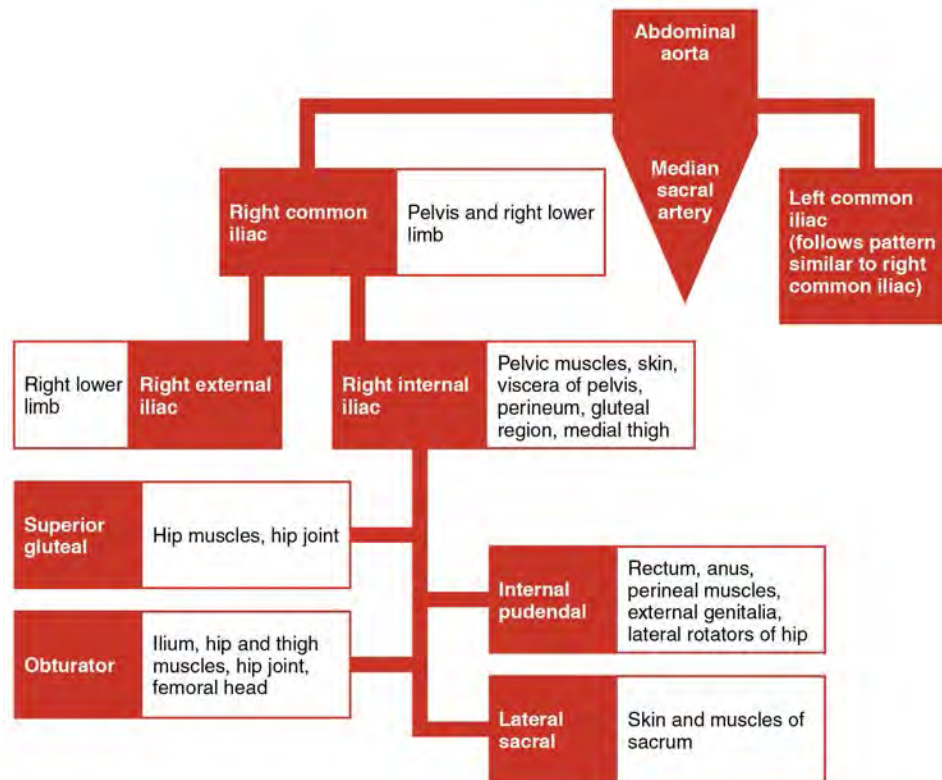 Abdominal
aorta
Median
sacral
artery
Right common
iliac
Pelvis and right lower
limb
Left common
iliac
(follows pattern
similar to right
common iliac)
Right lower
limb
Right external
iliac
Right internal
iliac
Pelvic muscles, skin,
viscera of pelvis,
perineum, gluteal
region, medial thigh
Superior
gluteal
Hip muscles, hip joint
Internal
pudendal
Rectum, anus,
perineal muscles,
external genitalia,
lateral rotators of hip
Obturator
Ilium, hip and thigh
muscles, hip joint,
femoral head
Lateral
sacral
Skin and muscles of
sacrum